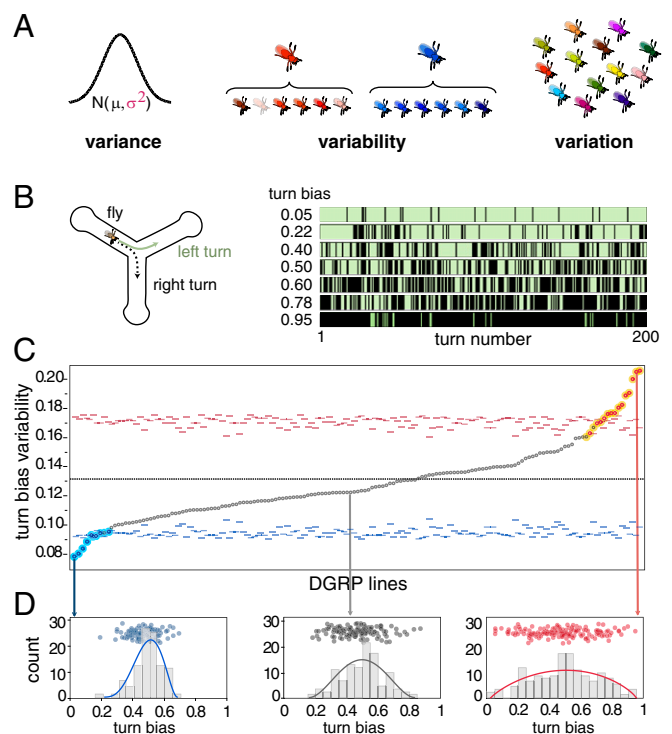 A
N(μ,σ²)
variance
variability
variation
B
fly
left turn
right turn
turn bias
0.05
0.22
0.40
0.50
0.60
0.78
0.95
1
turn number
200
C
turn bias variability
0.20
0.18
0.16
0.14
0.12
0.10
0.08
DGRP lines
D
count
30
20
10
0
0.2 0.4 0.6 0.8 1
turn bias
30
20
10
0
0.2 0.4 0.6 0.8 1
turn bias
30
20
10
0
0 0.2 0.4 0.6 0.8 1
turn bias